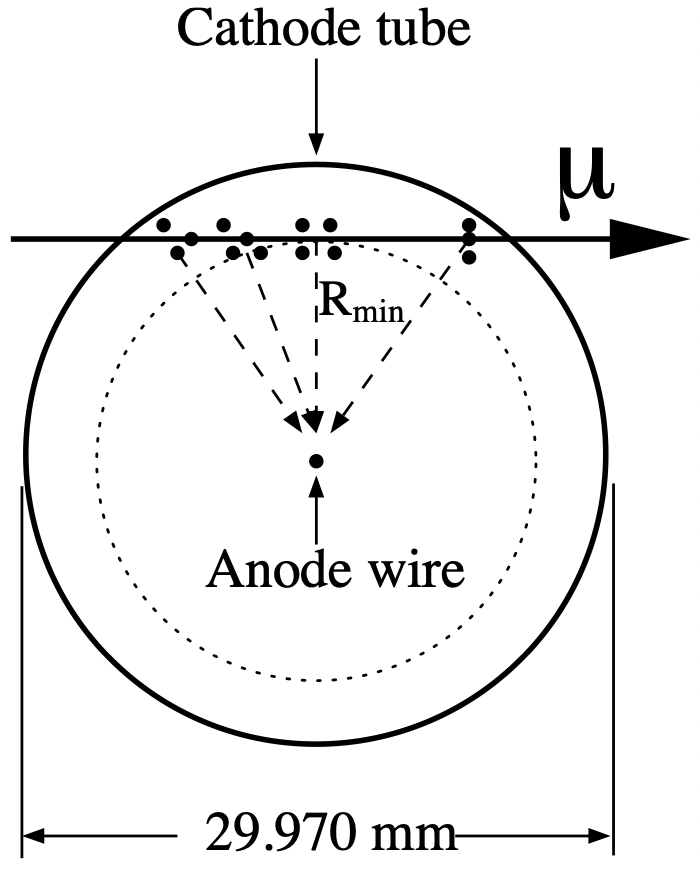 Cathode tube
μ
Rmin
Anode wire
29.970 mm